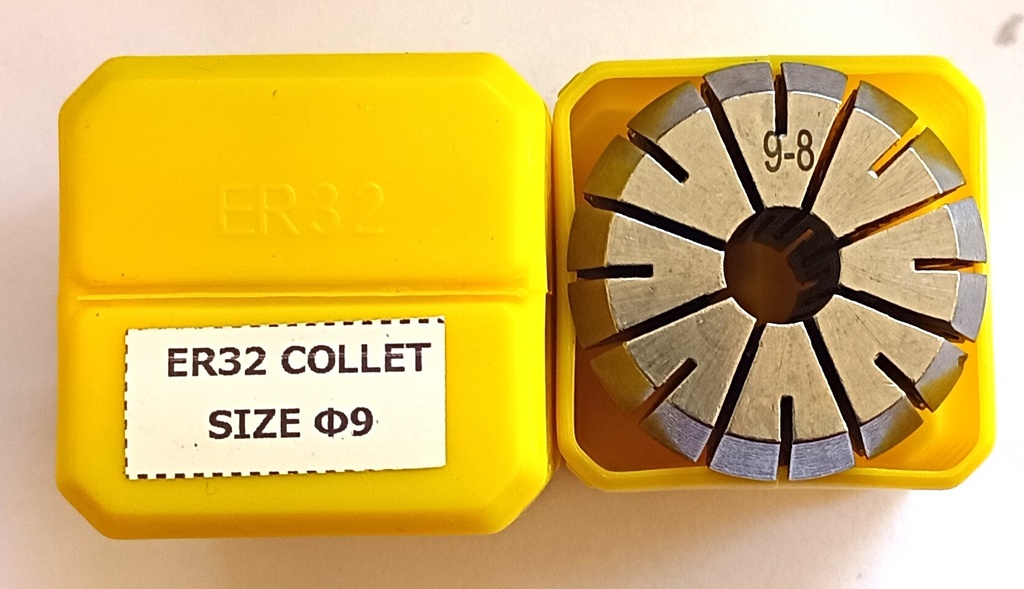 ER32
ER32 COLLET
SIZE Φ9
9-8